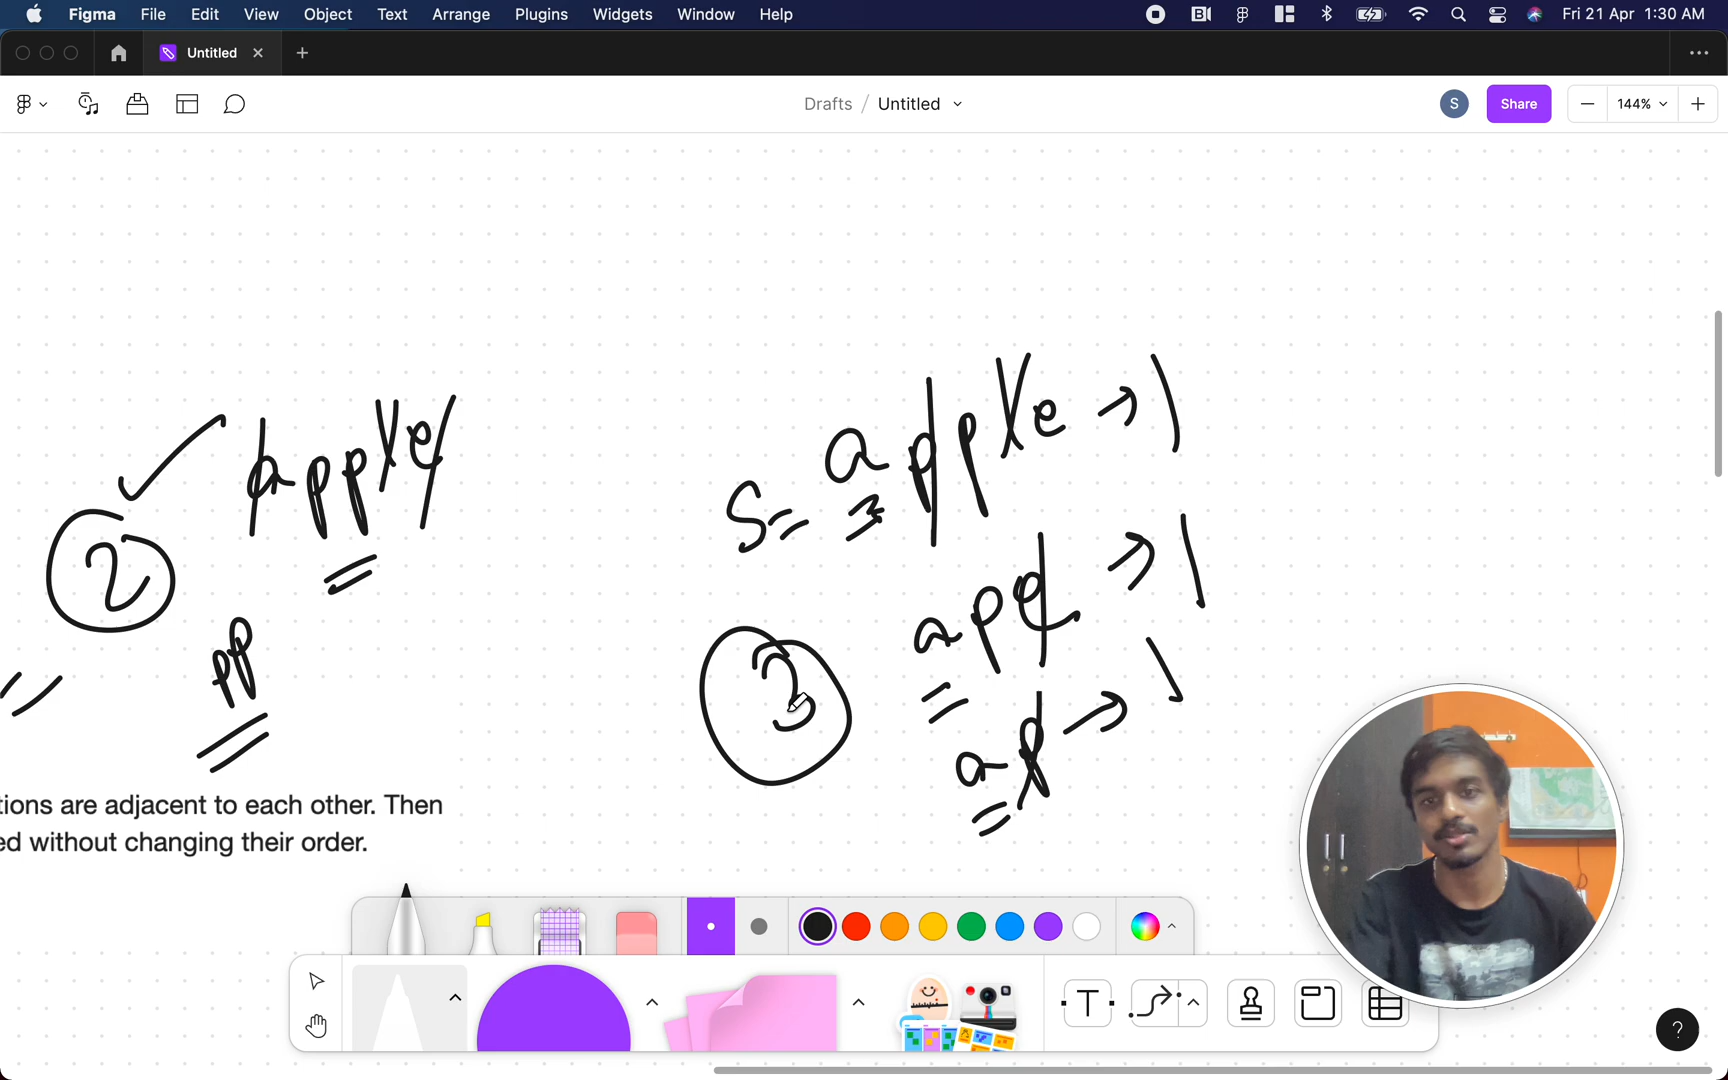 Figma File Edit View Object Text Arrange Plugins Widgets Window Help Fri 21 Apr 1:30 AM
Untitled
Drafts / Untitled S Share 144%
apple
2
pp
s= apple → 1
ape → 1
3
ap → 1
tions are adjacent to each other. Then
ed without changing their order.
T
?